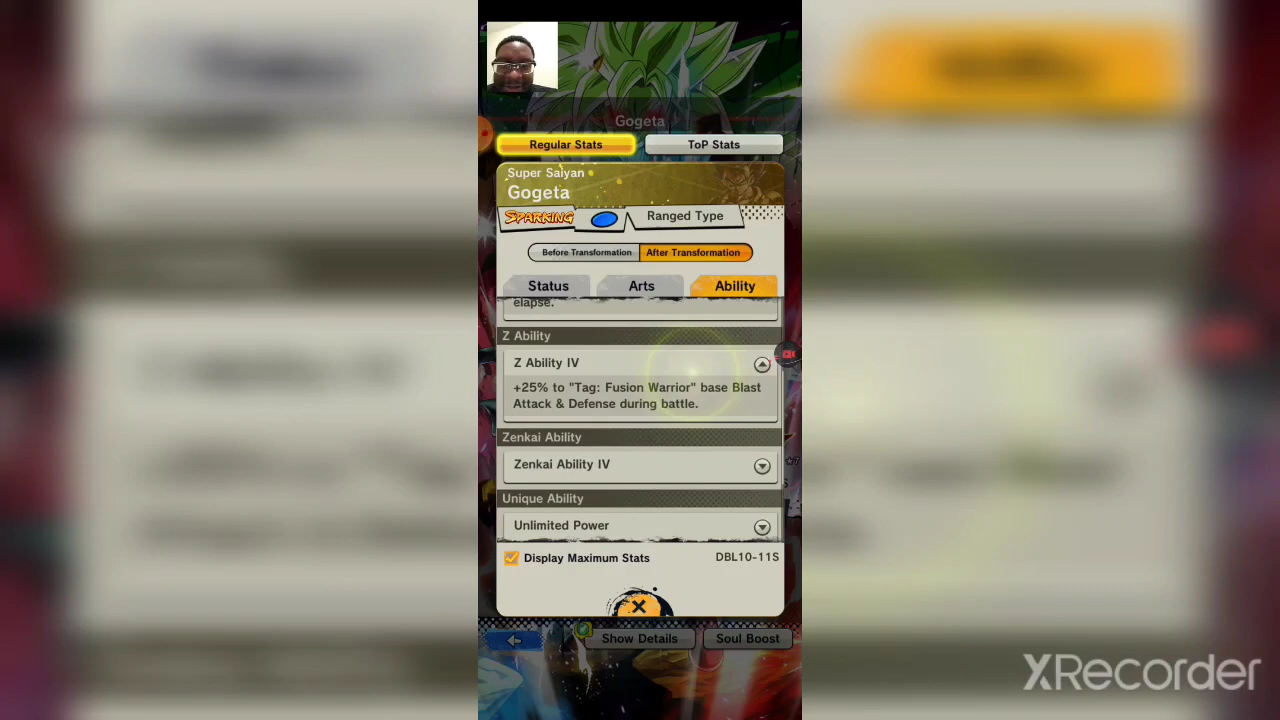 Gogeta
Regular Stats
ToP Stats
Super Saiyan
Gogeta
SPARKING
Ranged Type
Before Transformation
After Transformation
Status
Arts
Ability
elapse.
Z Ability
Z Ability IV
+25% to "Tag: Fusion Warrior" base Blast
Attack & Defense during battle.
Zenkai Ability
Zenkai Ability IV
Unique Ability
Unlimited Power
Display Maximum Stats
DBL10-11S
Show Details
Soul Boost
XRecorder